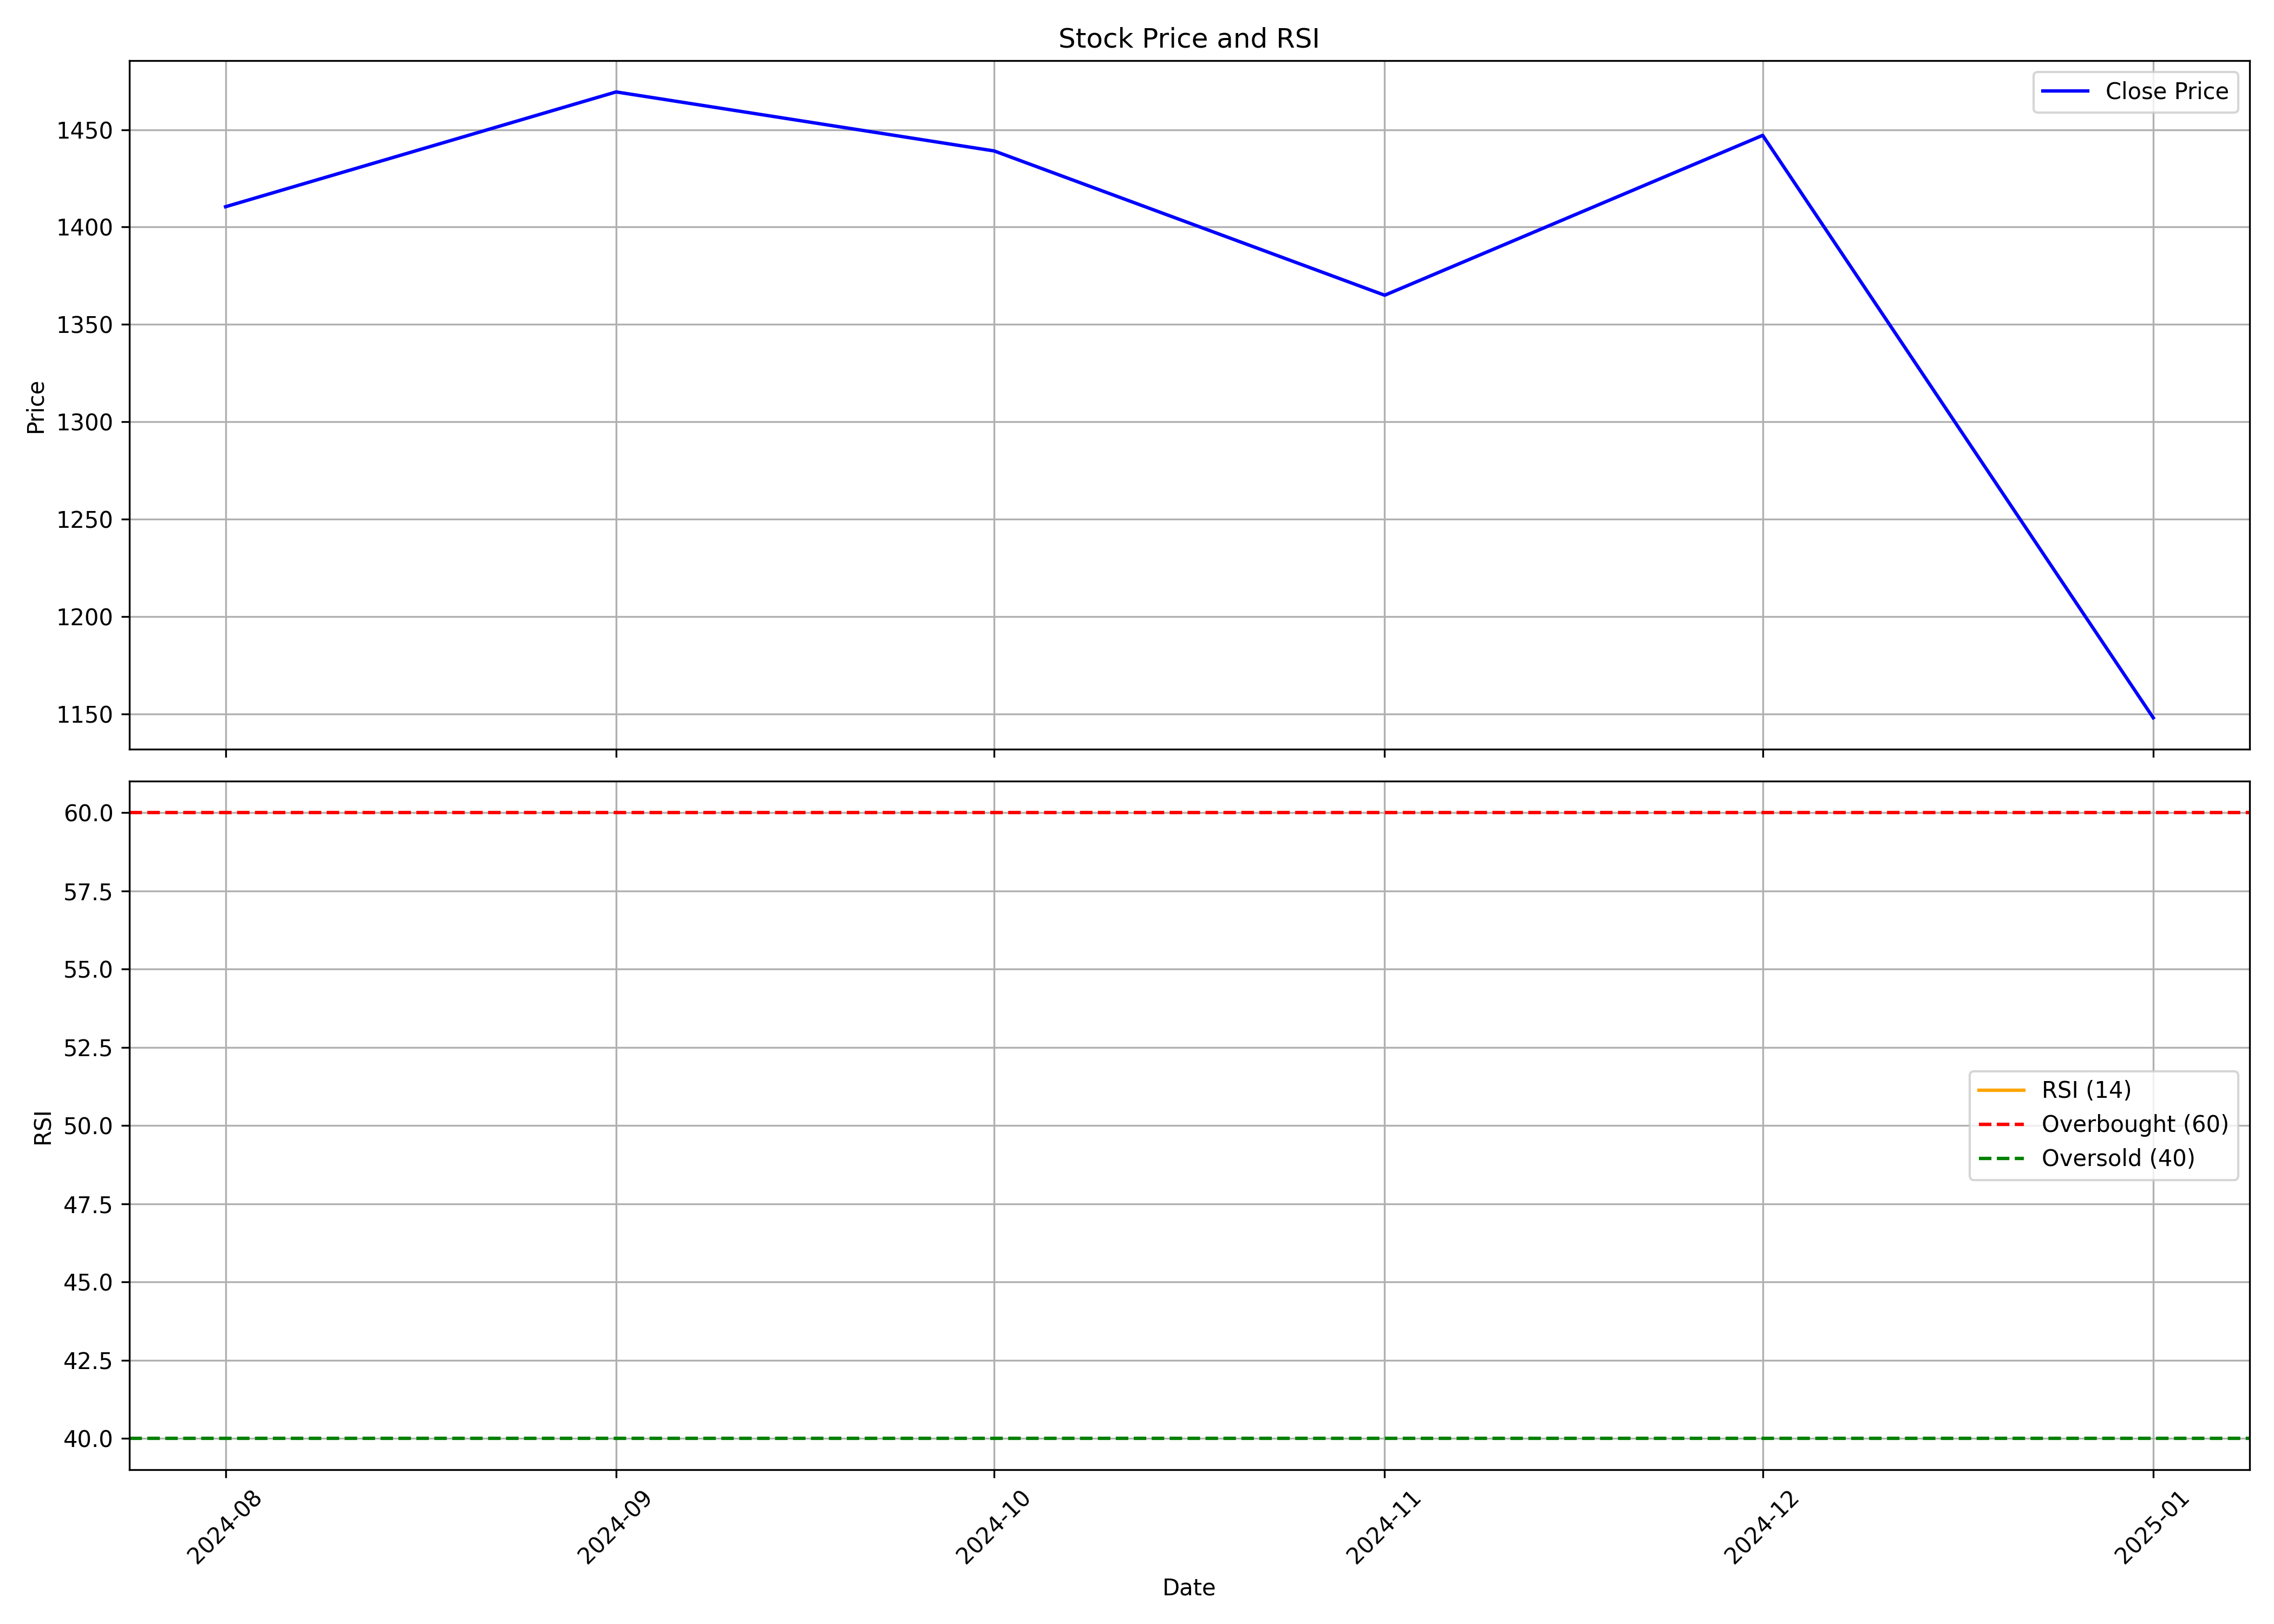 Stock Price and RSI
Close Price
Price
1450
1400
1350
1300
1250
1200
1150
RSI
60.0
57.5
55.0
52.5
50.0
47.5
45.0
42.5
40.0
RSI (14)
Overbought (60)
Oversold (40)
2024-08
2024-09
2024-10
2024-11
2024-12
2025-01
Date